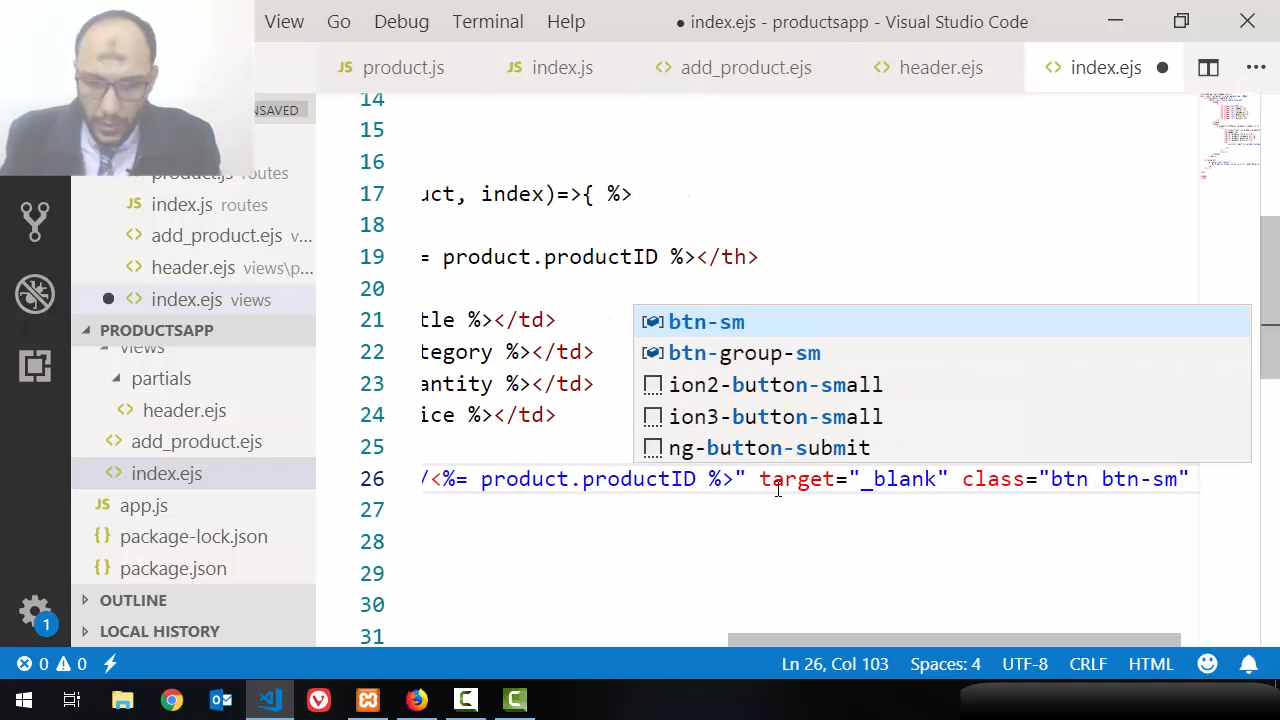 View Go Debug Terminal Help ● index.ejs - productsapp - Visual Studio Code
JS product.js JS index.js <> add_product.ejs <> header.ejs <> index.ejs ● ...
NSAVED
product.js routes
JS index.js routes
<> add_product.ejs v...
<> header.ejs views\p...
● <> index.ejs views
PRODUCTSAPP
views
partials
<> header.ejs
<> add_product.ejs
<> index.ejs
JS app.js
{} package-lock.json
{} package.json
OUTLINE
LOCAL HISTORY
1
14
15
16
17 uct, index)=>{ %>
18
19 = product.productID %></th>
20
21 tle %></td>
22 tegory %></td>
23 antity %></td>
24 ice %></td>
25
26 /<%= product.productID %>" target="_blank" class="btn btn-sm"
27
28
29
30
31
btn-sm
btn-group-sm
ion2-button-small
ion3-button-small
ng-button-submit
0 0 Ln 26, Col 103 Spaces: 4 UTF-8 CRLF HTML